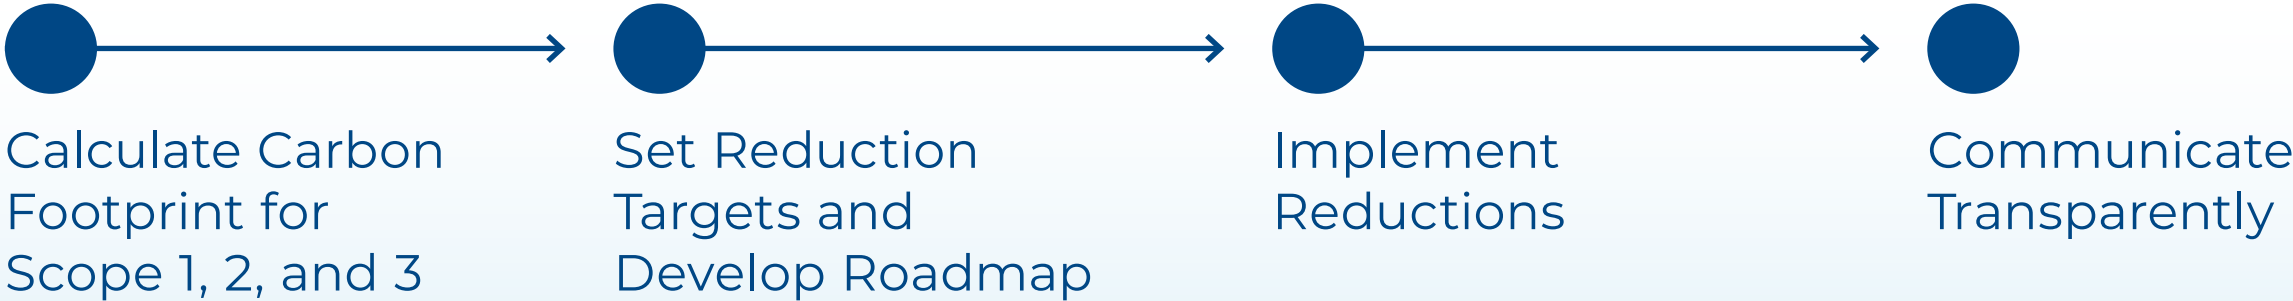 Calculate Carbon
Footprint for
Scope 1, 2, and 3
Set Reduction
Targets and
Develop Roadmap
Implement
Reductions
Communicate
Transparently